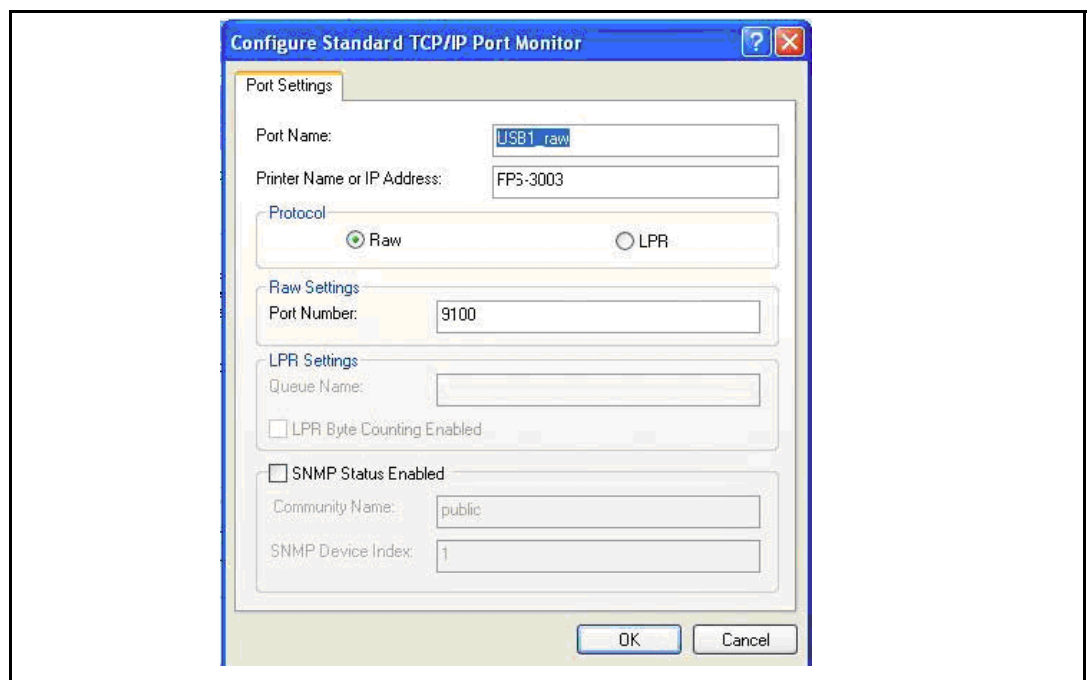 Configure Standard TCP/IP Port Monitor
Port Settings
Port Name: USB1_raw
Printer Name or IP Address: FPS-3003
Protocol
Raw LPR
Raw Settings
Port Number: 9100
LPR Settings
Queue Name:
LPR Byte Counting Enabled
SNMP Status Enabled
Community Name: public
SNMP Device Index: 1
OK Cancel